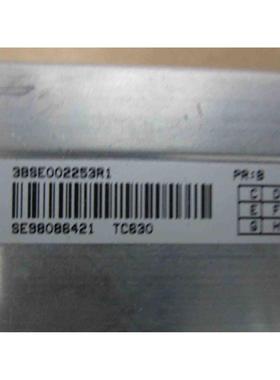 3BSE002253R1
PR:B
SE98086421 TC630
C
E
G H